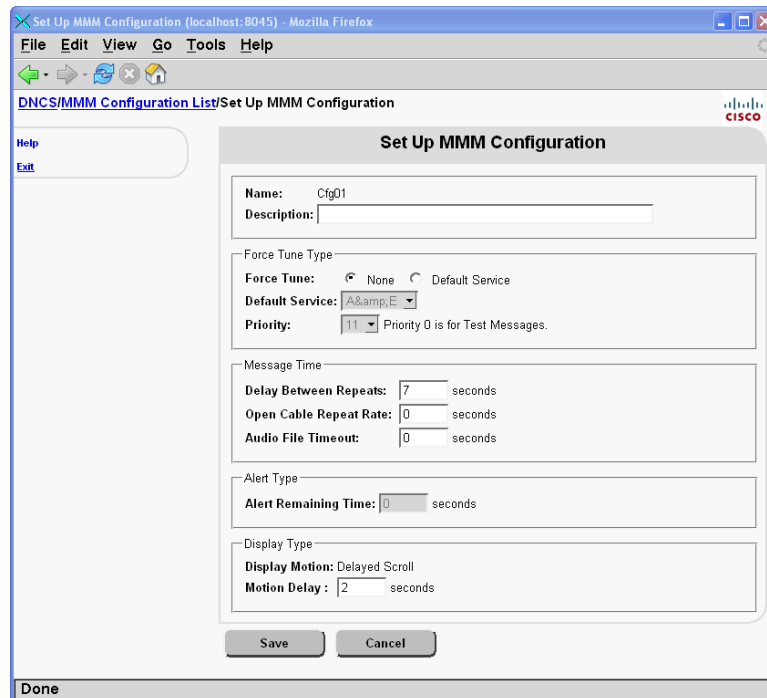 Set Up MMM Configuration (localhost:8045) - Mozilla Firefox
File Edit View Go Tools Help
DNCS/MMM Configuration List/Set Up MMM Configuration
CISCO
Help
Exit
Set Up MMM Configuration
Name: Cfg01
Description:
Force Tune Type
Force Tune: None Default Service
Default Service: A&amp;E
Priority: 11 Priority 0 is for Test Messages.
Message Time
Delay Between Repeats: 7 seconds
Open Cable Repeat Rate: 0 seconds
Audio File Timeout: 0 seconds
Alert Type
Alert Remaining Time: 0 seconds
Display Type
Display Motion: Delayed Scroll
Motion Delay : 2 seconds
Save Cancel
Done